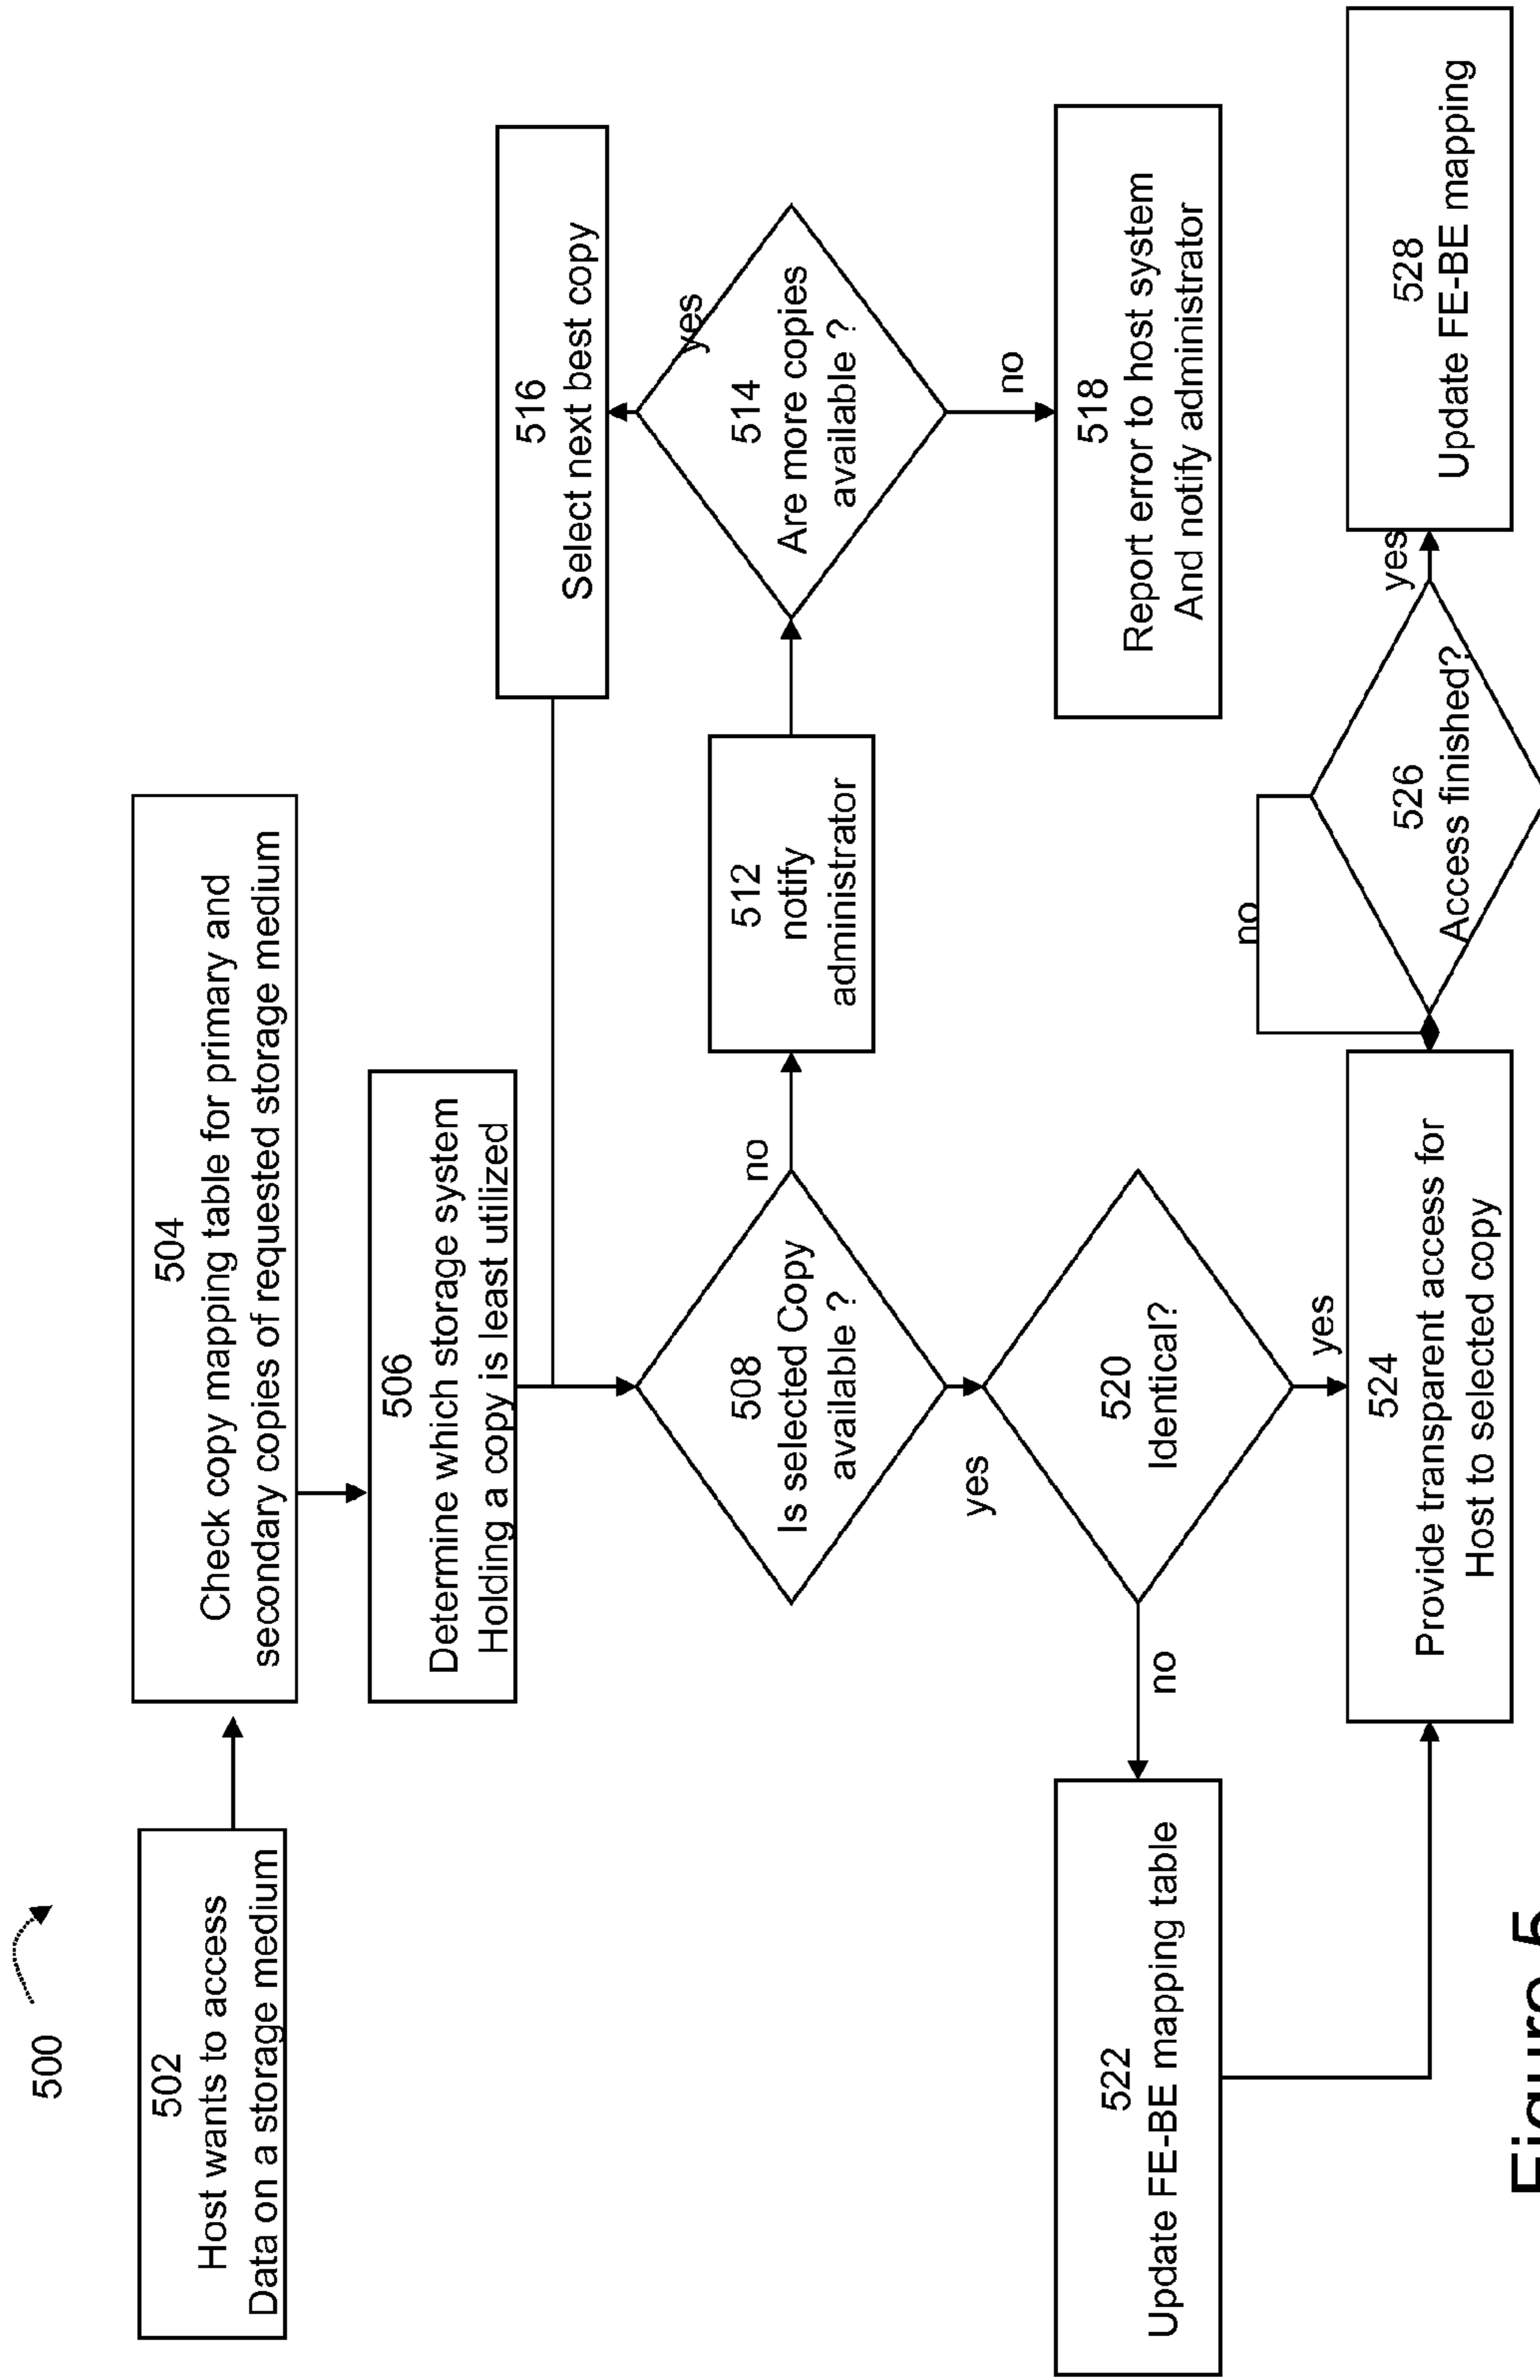 500
502
Host wants to access
Data on a storage medium
504
Check copy mapping table for primary and
secondary copies of requested storage medium
506
Determine which storage system
Holding a copy is least utilized
508
Is selected Copy
available ?
no
512
notify
administrator
514
Are more copies
available ?
yes
516
Select next best copy
no
518
Report error to host system
And notify administrator
yes
520
Identical?
no
522
Update FE-BE mapping table
yes
524
Provide transparent access for
Host to selected copy
no
526
Access finished?
yes
528
Update FE-BE mapping
Figure 5